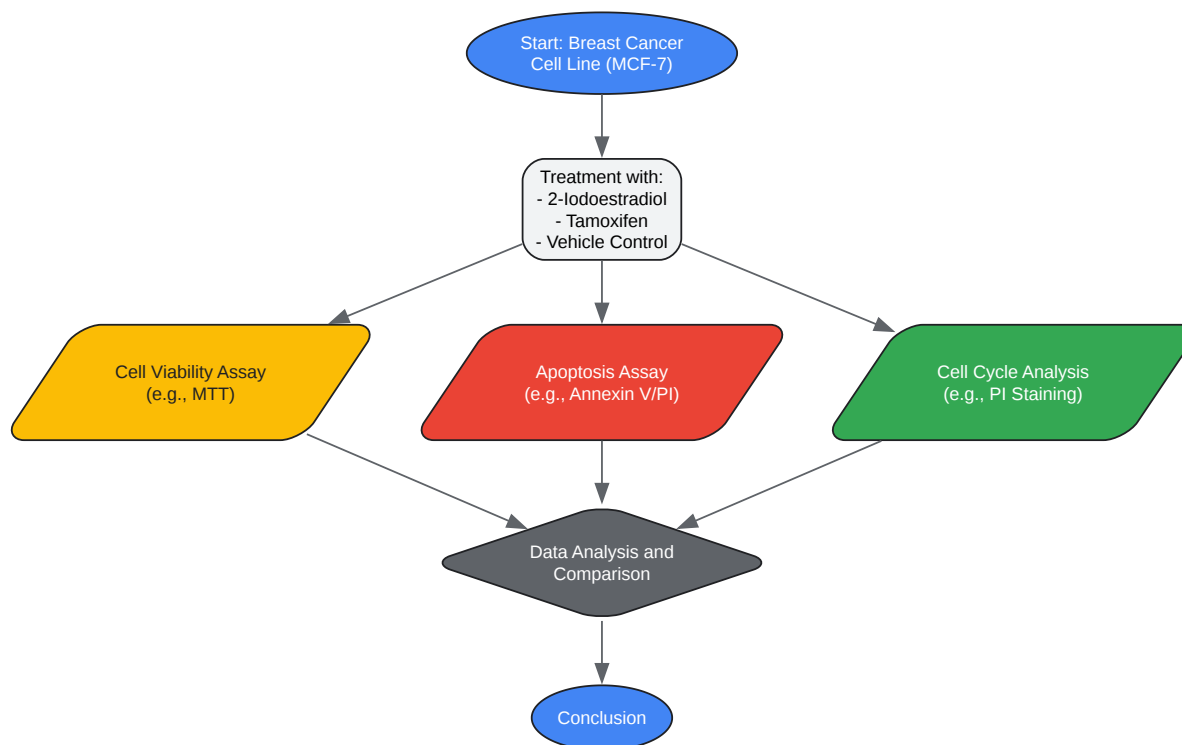 Start: Breast Cancer
Cell Line (MCF-7)
Treatment with:
- 2-Iodoestradiol
- Tamoxifen
- Vehicle Control
Cell Viability Assay
(e.g., MTT)
Apoptosis Assay
(e.g., Annexin V/PI)
Cell Cycle Analysis
(e.g., PI Staining)
Data Analysis and
Comparison
Conclusion